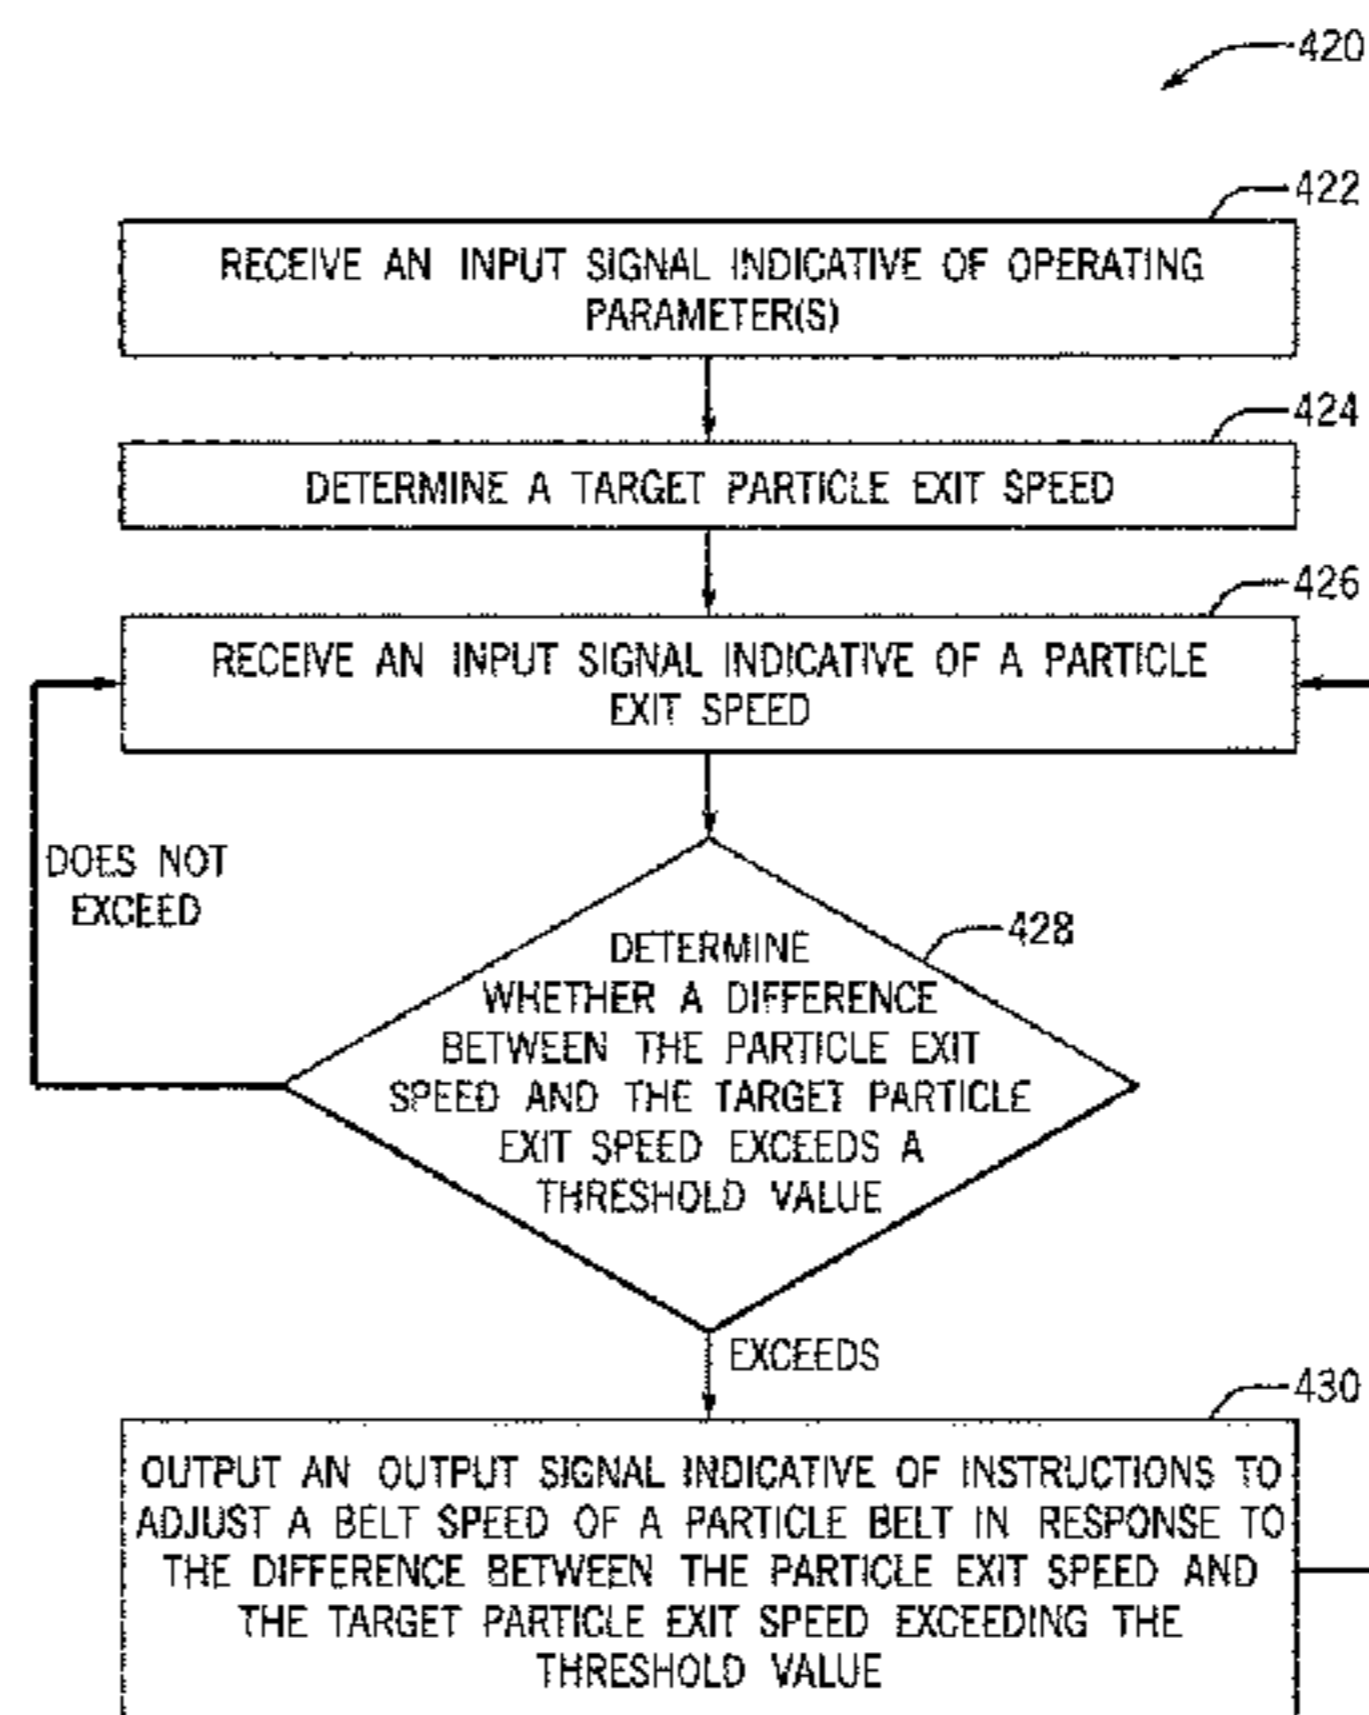 420
422
RECEIVE AN INPUT SIGNAL INDICATIVE OF OPERATING
PARAMETER(S)
424
DETERMINE A TARGET PARTICLE EXIT SPEED
426
RECEIVE AN INPUT SIGNAL INDICATIVE OF A PARTICLE
EXIT SPEED
DOES NOT
EXCEED
428
DETERMINE
WHETHER A DIFFERENCE
BETWEEN THE PARTICLE EXIT
SPEED AND THE TARGET PARTICLE
EXIT SPEED EXCEEDS A
THRESHOLD VALUE
EXCEEDS
430
OUTPUT AN OUTPUT SIGNAL INDICATIVE OF INSTRUCTIONS TO
ADJUST A BELT SPEED OF A PARTICLE BELT IN RESPONSE TO
THE DIFFERENCE BETWEEN THE PARTICLE EXIT SPEED AND
THE TARGET PARTICLE EXIT SPEED EXCEEDING THE
THRESHOLD VALUE